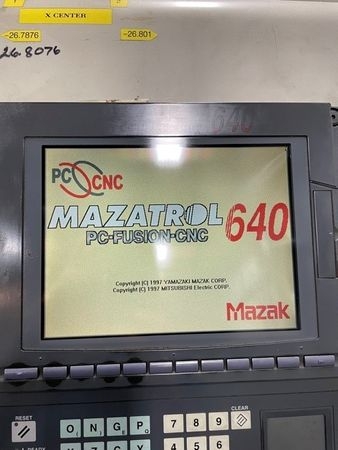 X CENTER
-26.7876
-26.801
26.8076
640
PC CNC
MAZATROL 640
PC-FUSION-CNC
Copyright (C) 1997 YAMAZAKI MAZAK CORP.
Copyright (C) 1997 MITSUBISHI Electric CORP.
Mazak
RESET
CLEAR
O N G P 7 8 9
READY
4 5 6